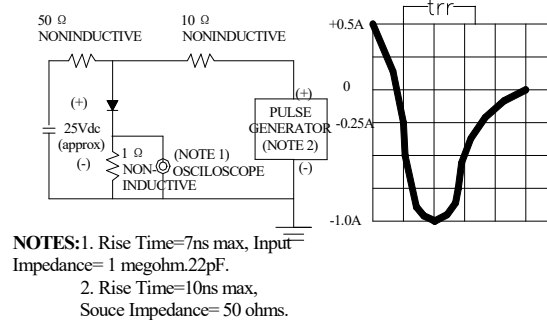 50 Ω
NONINDUCTIVE
10 Ω
NONINDUCTIVE
(+)
25Vdc
(approx)
(-)
1 Ω
NON-
INDUCTIVE
(NOTE 1)
OSCILOSCOPE
(+)
PULSE
GENERATOR
(NOTE 2)
(-)
trr
+0.5A
0
-0.25A
-1.0A
NOTES:1. Rise Time=7ns max, Input
Impedance= 1 megohm.22pF.
2. Rise Time=10ns max,
Souce Impedance= 50 ohms.